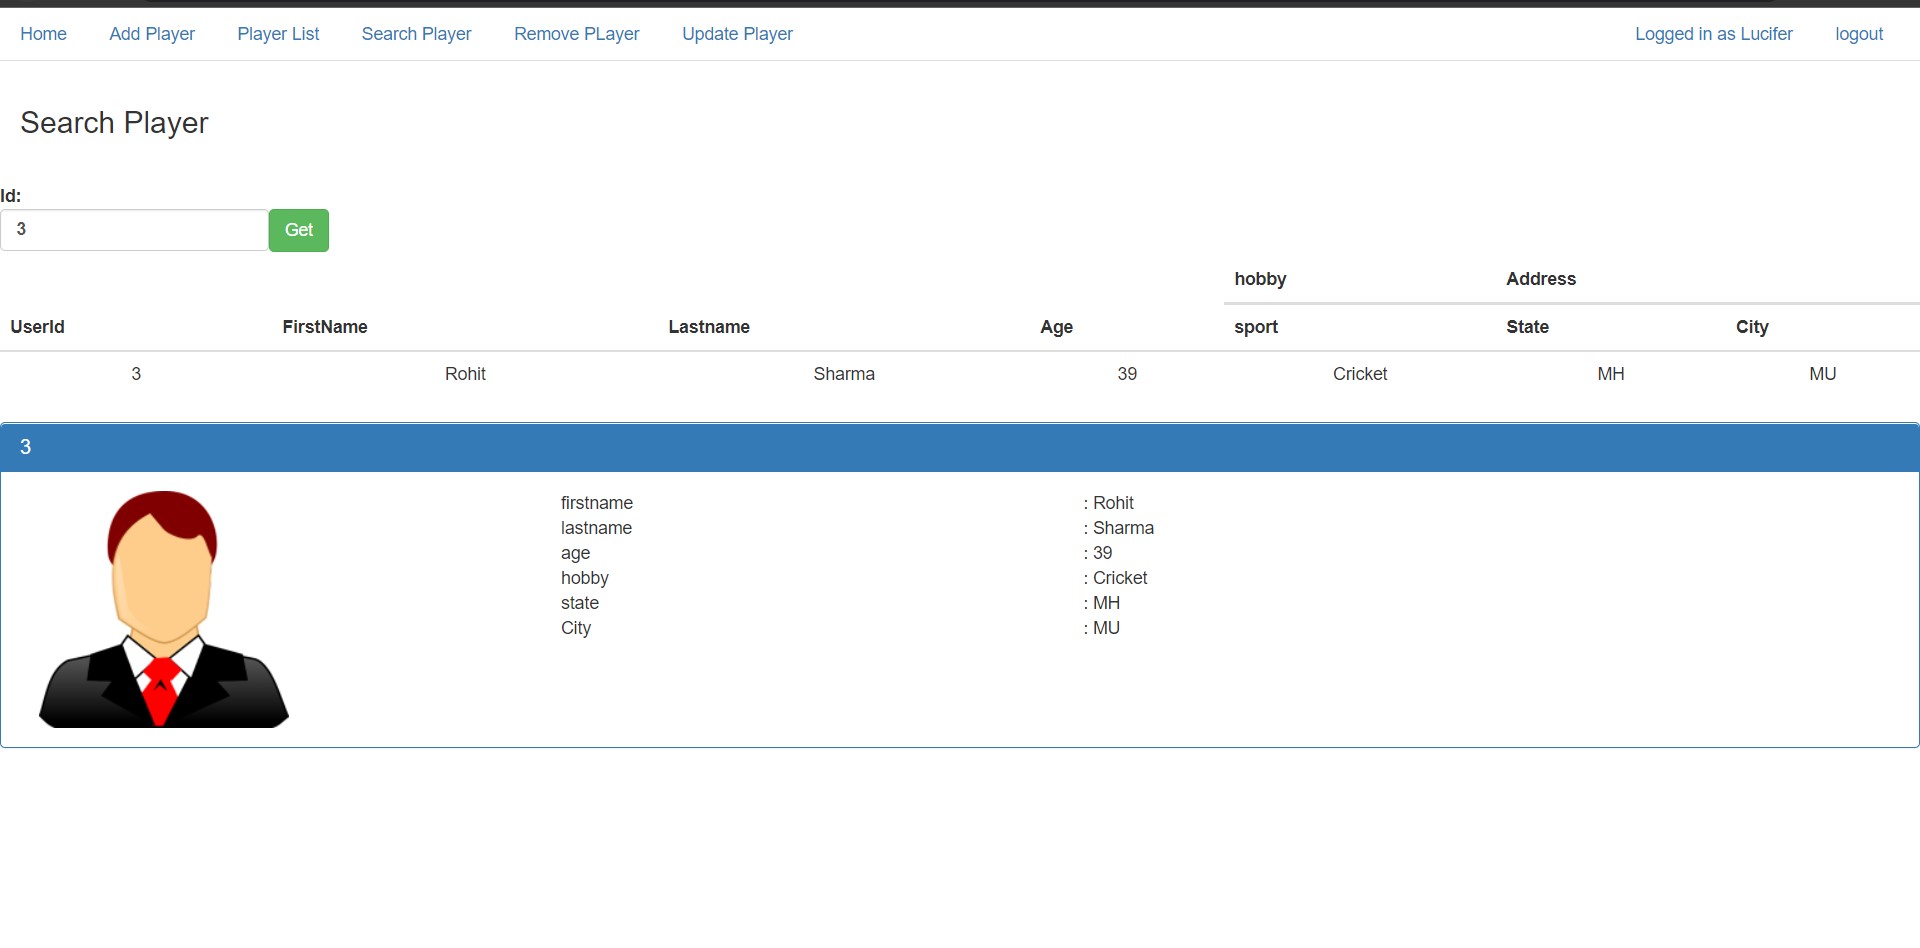 Home Add Player Player List Search Player Remove PLayer Update Player Logged in as Lucifer logout
Search Player
Id:
3 Get
hobby Address
UserId FirstName Lastname Age sport State City
3 Rohit Sharma 39 Cricket MH MU
3
firstname : Rohit
lastname : Sharma
age : 39
hobby : Cricket
state : MH
City : MU